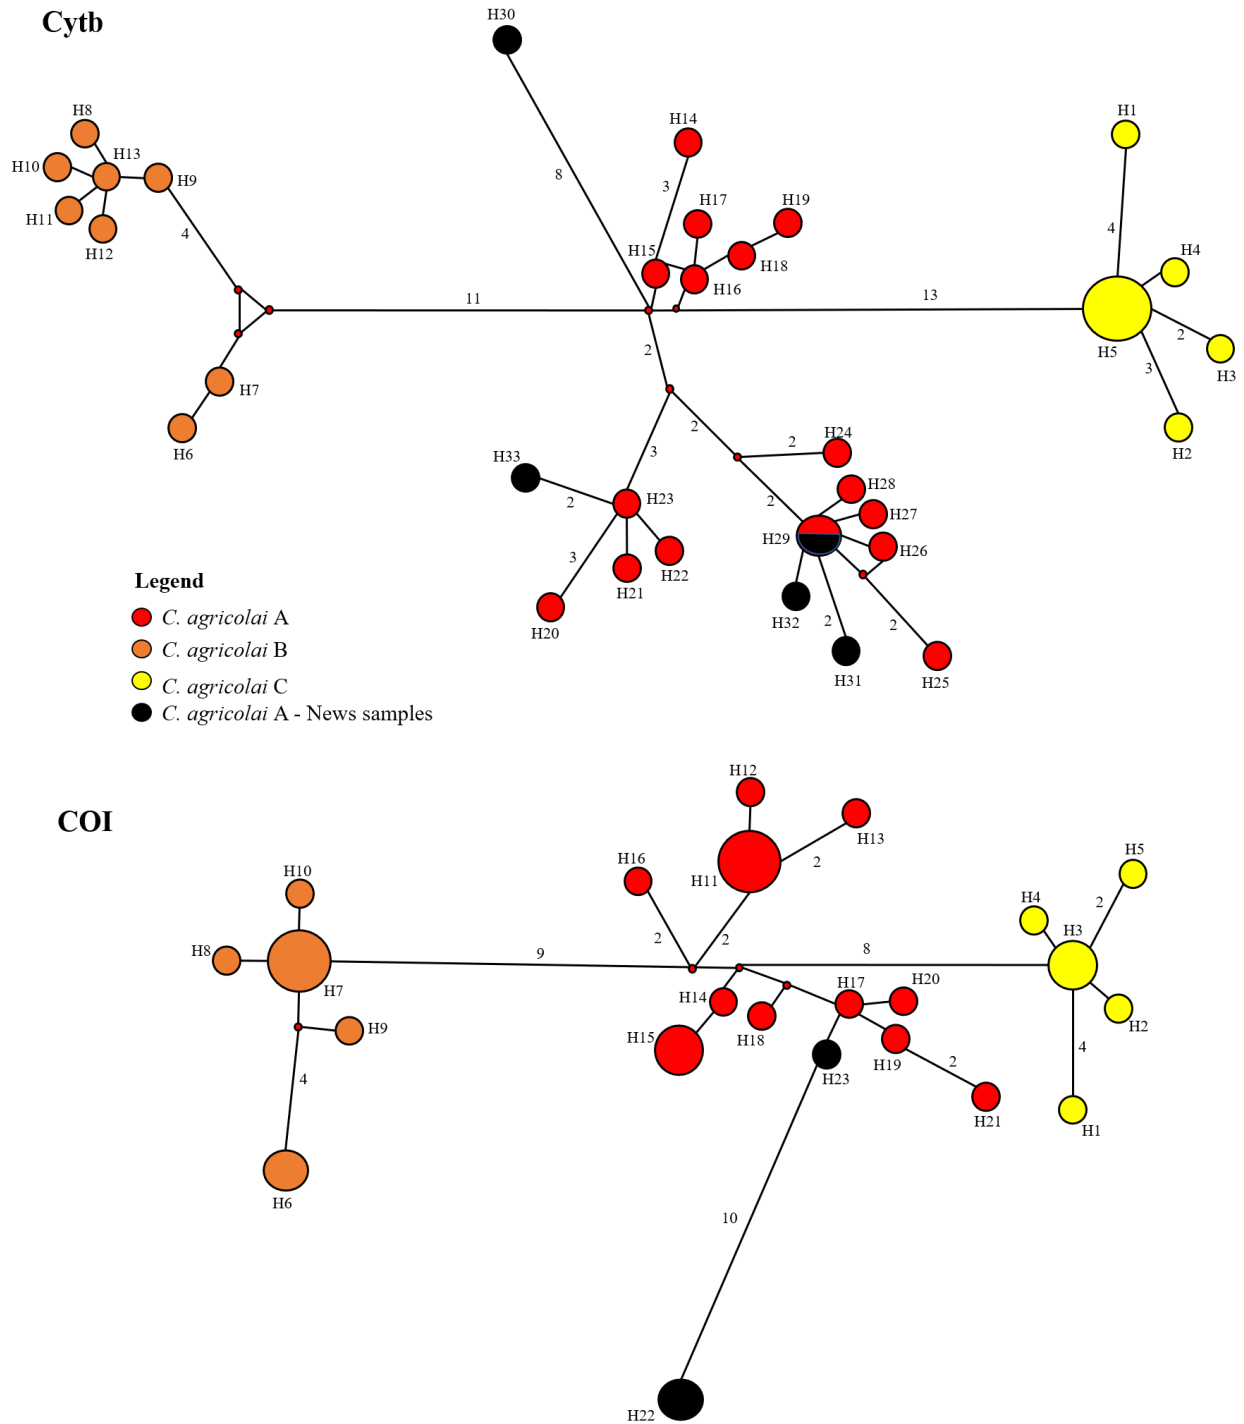 Cytb
H30
H8
H1
H14
H13
H10
H9
8
3
H17
H19
H11
4
4
H12
H15
H18
H4
H16
11
13
2
2
H5
3
H3
H7
2
H24
2
H6
H33
3
H2
H28
2
H23
2
H27
H29
H26
3
H22
H21
Legend
H32
2
2
H20
C. agricolai A
C. agricolai B
H31
H25
C. agricolai C
C. agricolai A - News samples
H12
COI
H13
H5
H16
2
H10
H11
H4
2
H3
2
2
H8
9
8
H7
H17
H20
H14
H2
H9
H15
H18
4
2
H19
4
H23
H21
H1
H6
10
H22